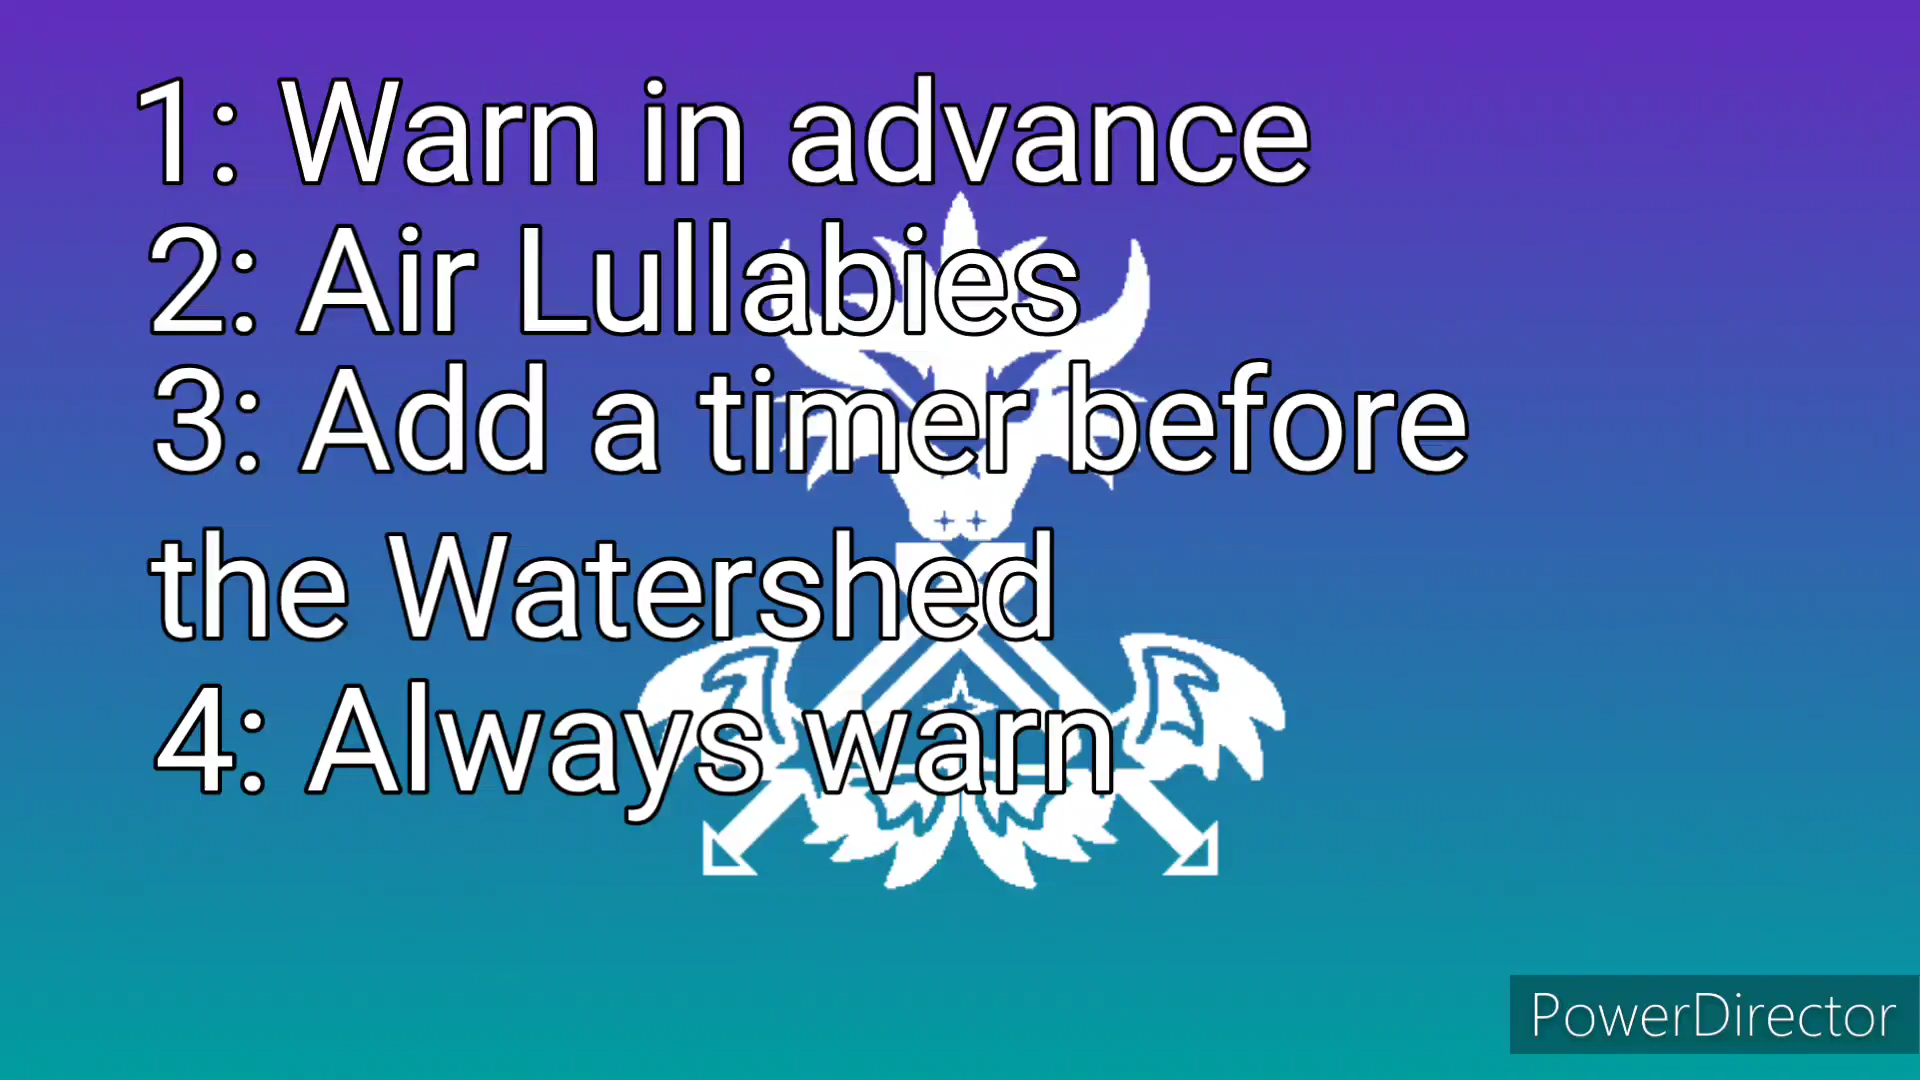 1: Warn in advance
2: Air Lullabies
3: Add a timer before
the Watershed
4: Always warn
PowerDirector